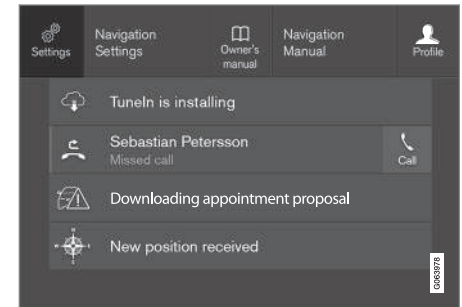 Settings
Navigation
Settings
Owner's
manual
Navigation
Manual
Profile
TuneIn is installing
Sebastian Petersson
Missed call
Call
Downloading appointment proposal
New position received
G063978